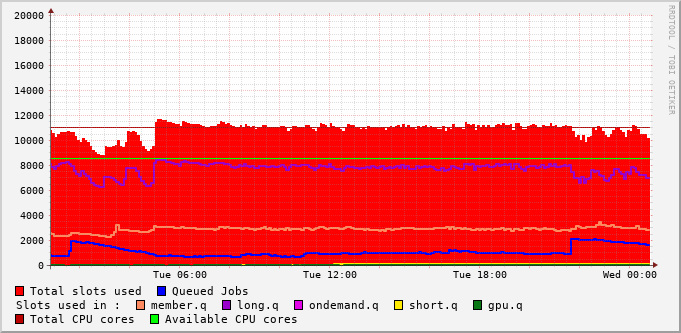 RRDTOOL / TOBI OETIKER
20000
18000
16000
14000
12000
10000
8000
6000
4000
2000
0
Tue 06:00 Tue 12:00 Tue 18:00 Wed 00:00
Total slots used Queued Jobs
Slots used in : member.q long.q ondemand.q short.q gpu.q
Total CPU cores Available CPU cores